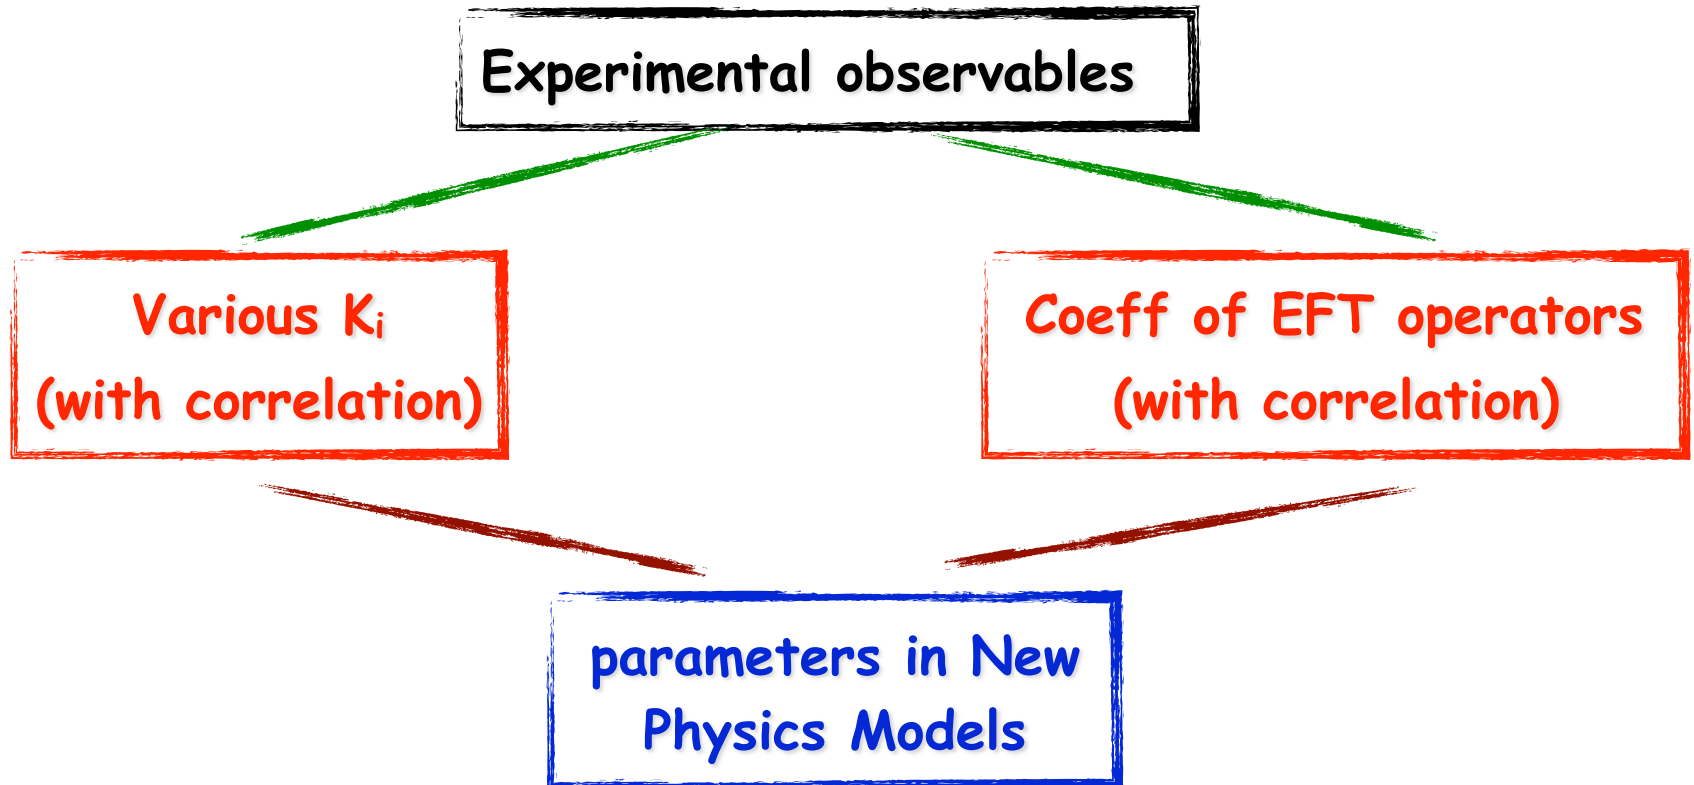 Experimental observables
Various Kᵢ
(with correlation)
Coeff of EFT operators
(with correlation)
parameters in New
Physics Models